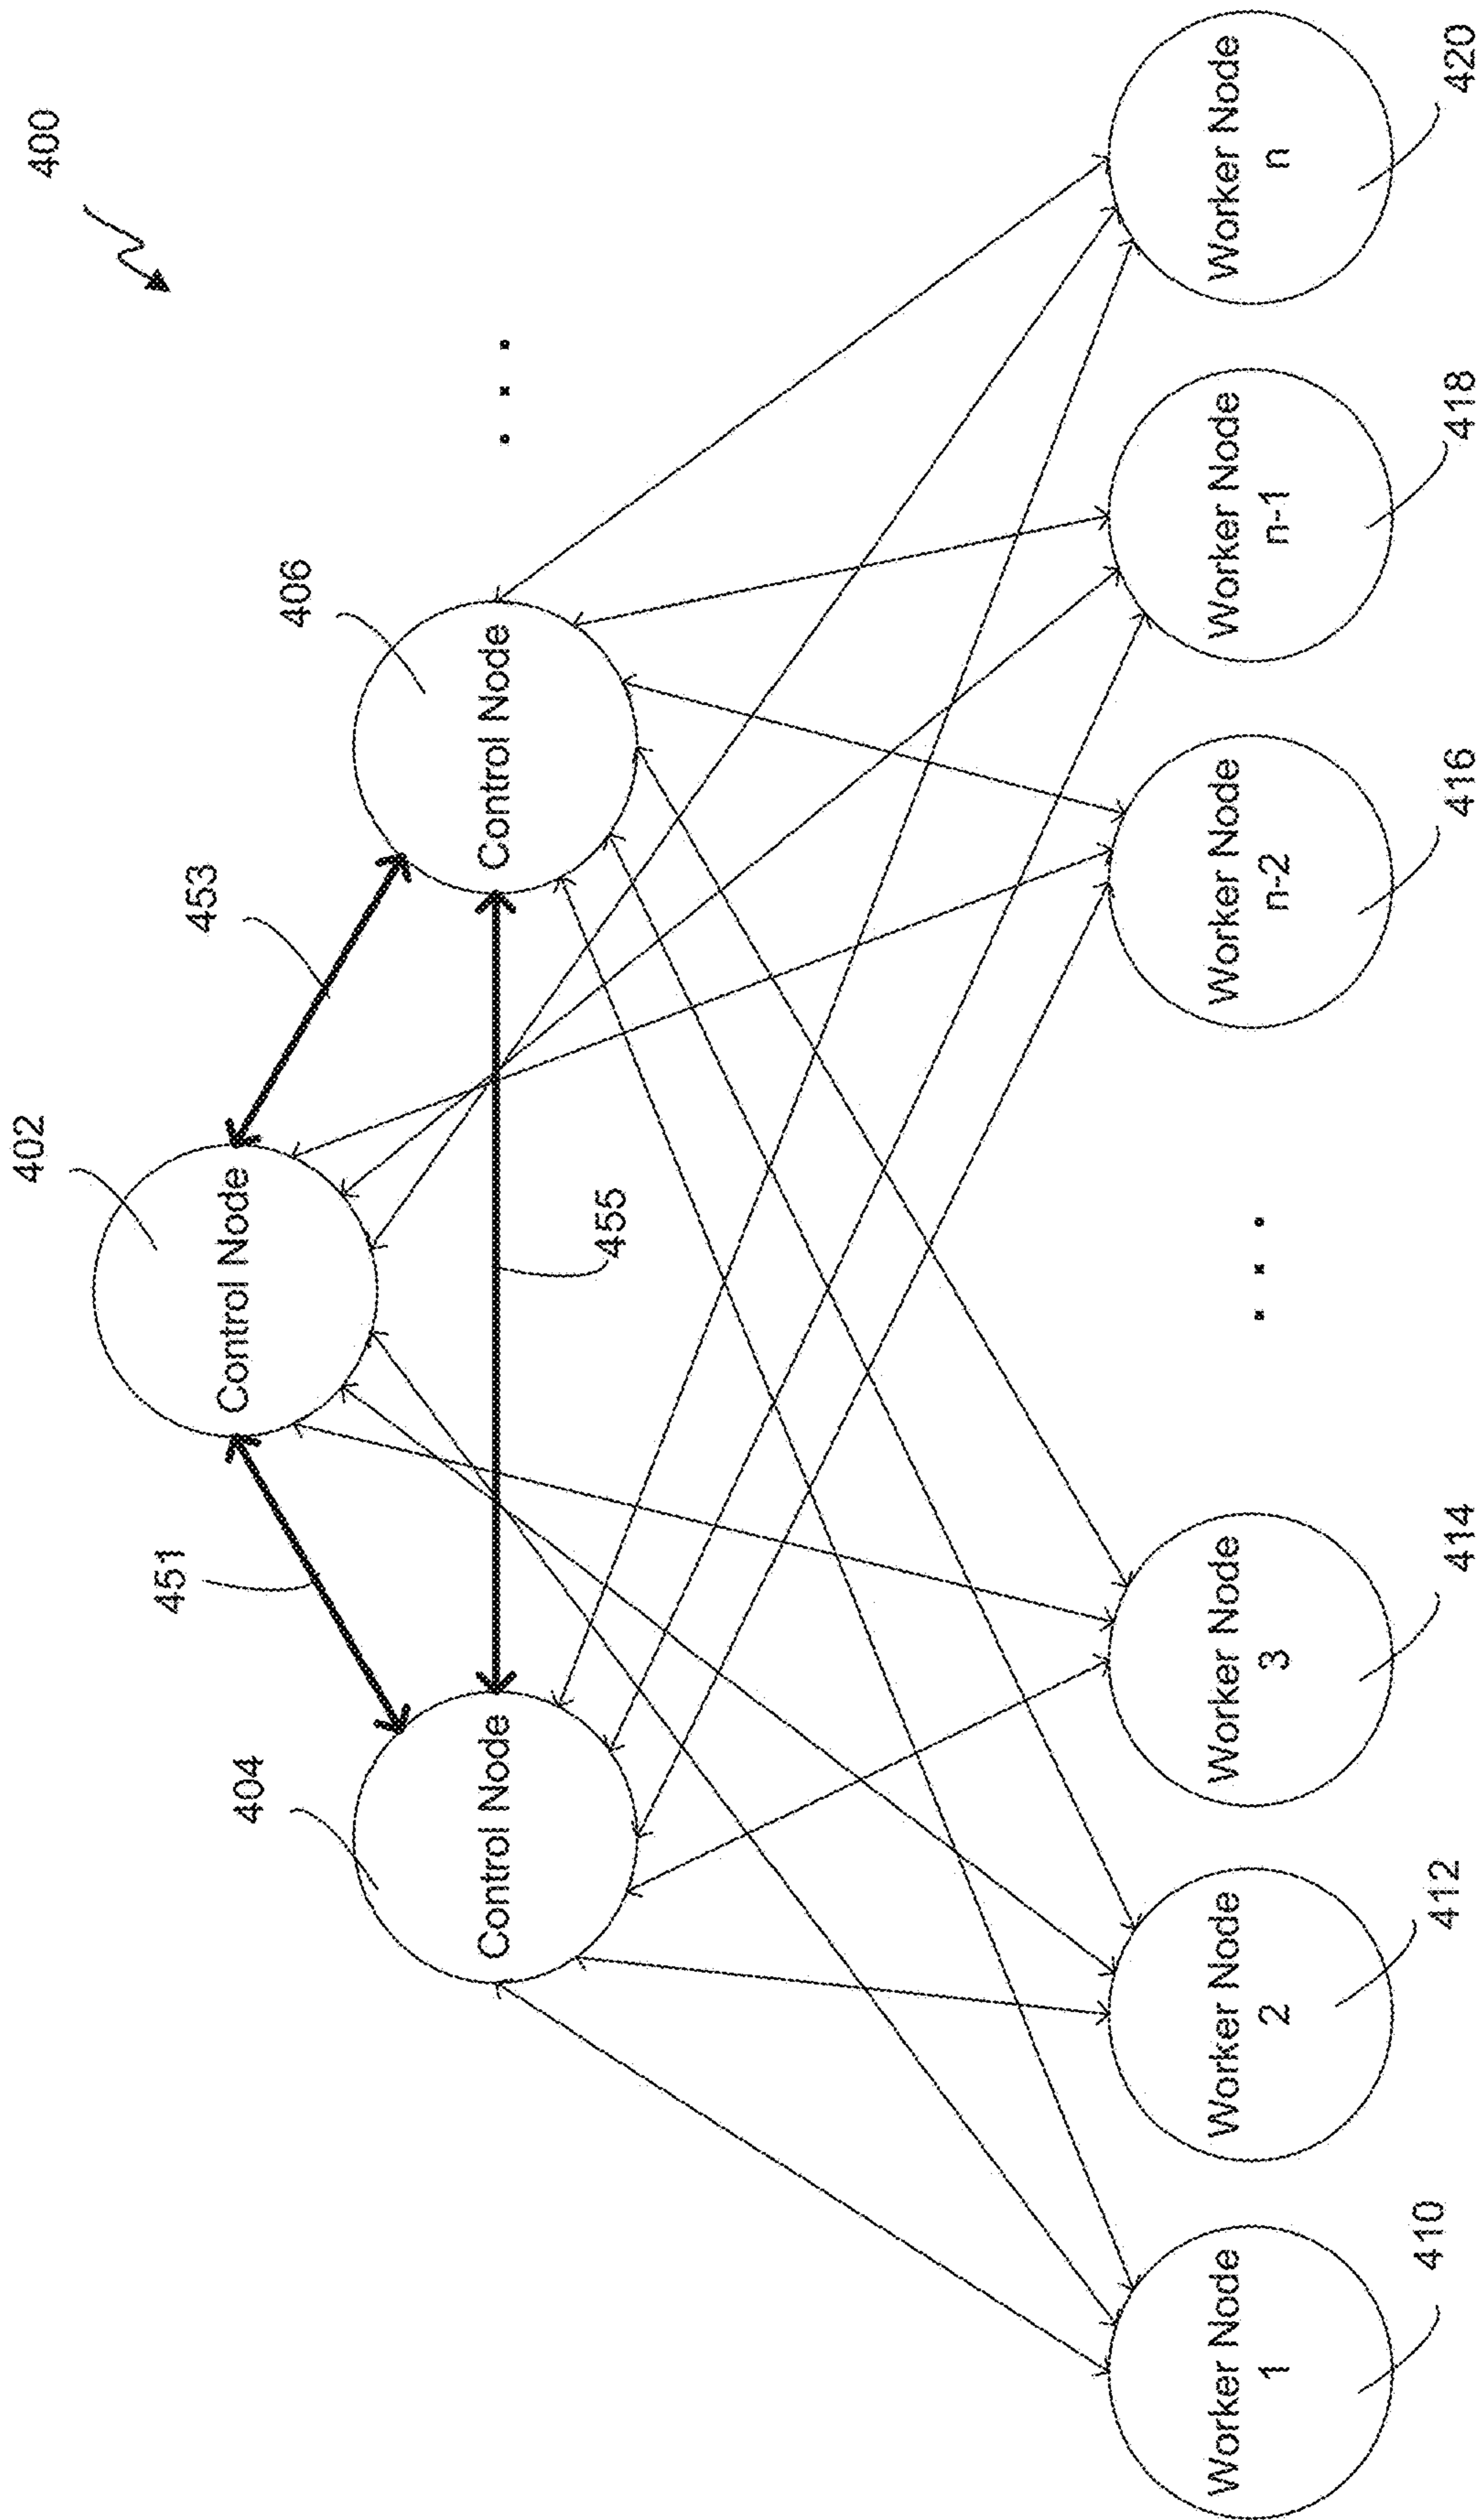 400
402
451
453
404
406
Control Node
Control Node
Control Node
455
. . .
. . .
Worker Node
1
Worker Node
2
Worker Node
3
Worker Node
n-2
Worker Node
n-1
Worker Node
n
410
412
414
416
418
420